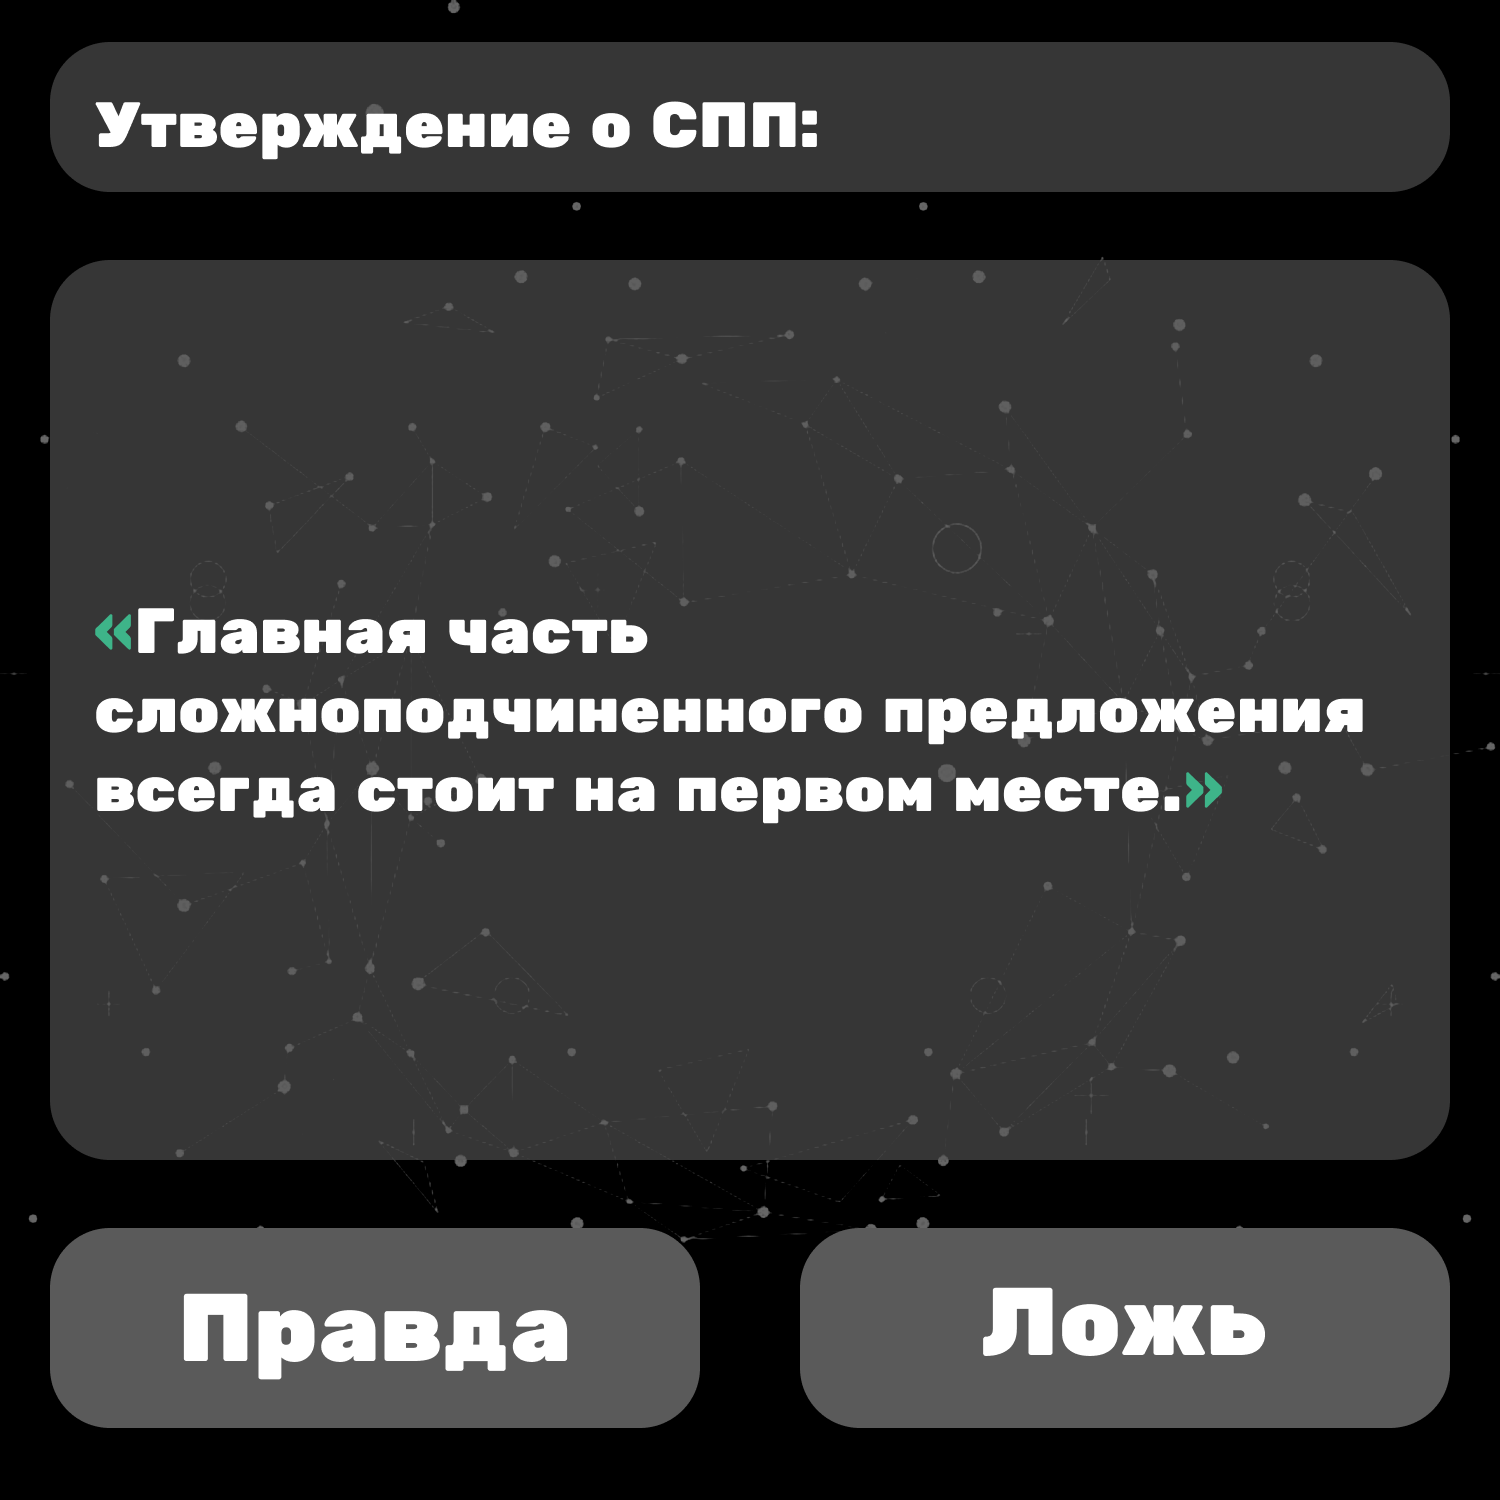 Утверждение о СПП:
«Главная часть
сложноподчиненного предложения
всегда стоит на первом месте.»
Правда
Ложь